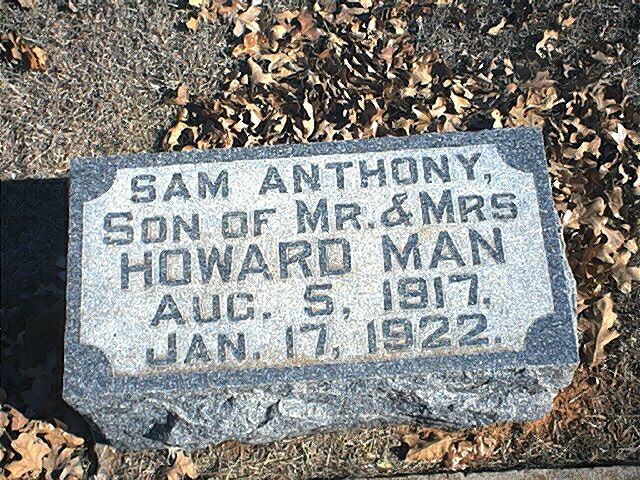 SAM ANTHONY,
SON OF MR. & MRS
HOWARD MAN
AUG. 5, 1917.
JAN. 17, 1922.